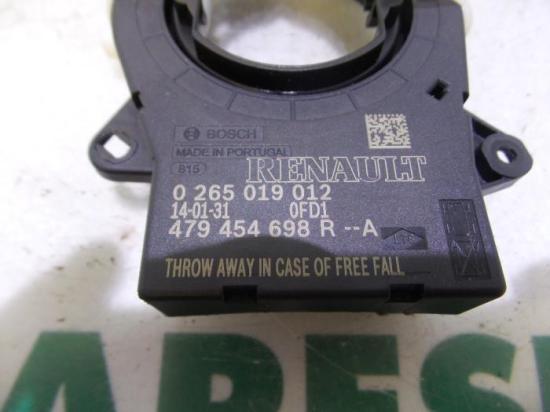 BOSCH
MADE IN PORTUGAL
815
RENAULT
0 265 019 012
14-01-31 0FD1
479 454 698 R --A
THROW AWAY IN CASE OF FREE FALL